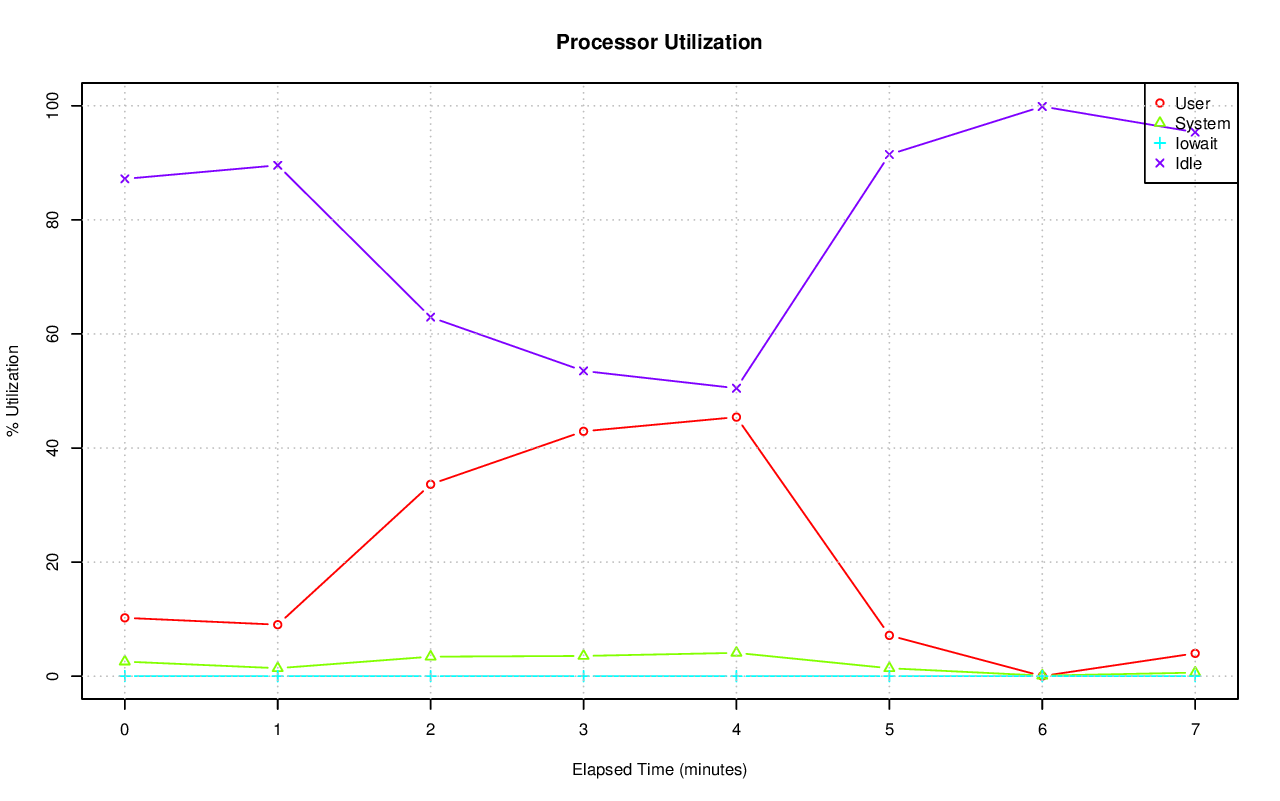 Processor Utilization
100
80
60
40
20
0
% Utilization
User
System
Iowait
Idle
0 1 2 3 4 5 6 7
Elapsed Time (minutes)